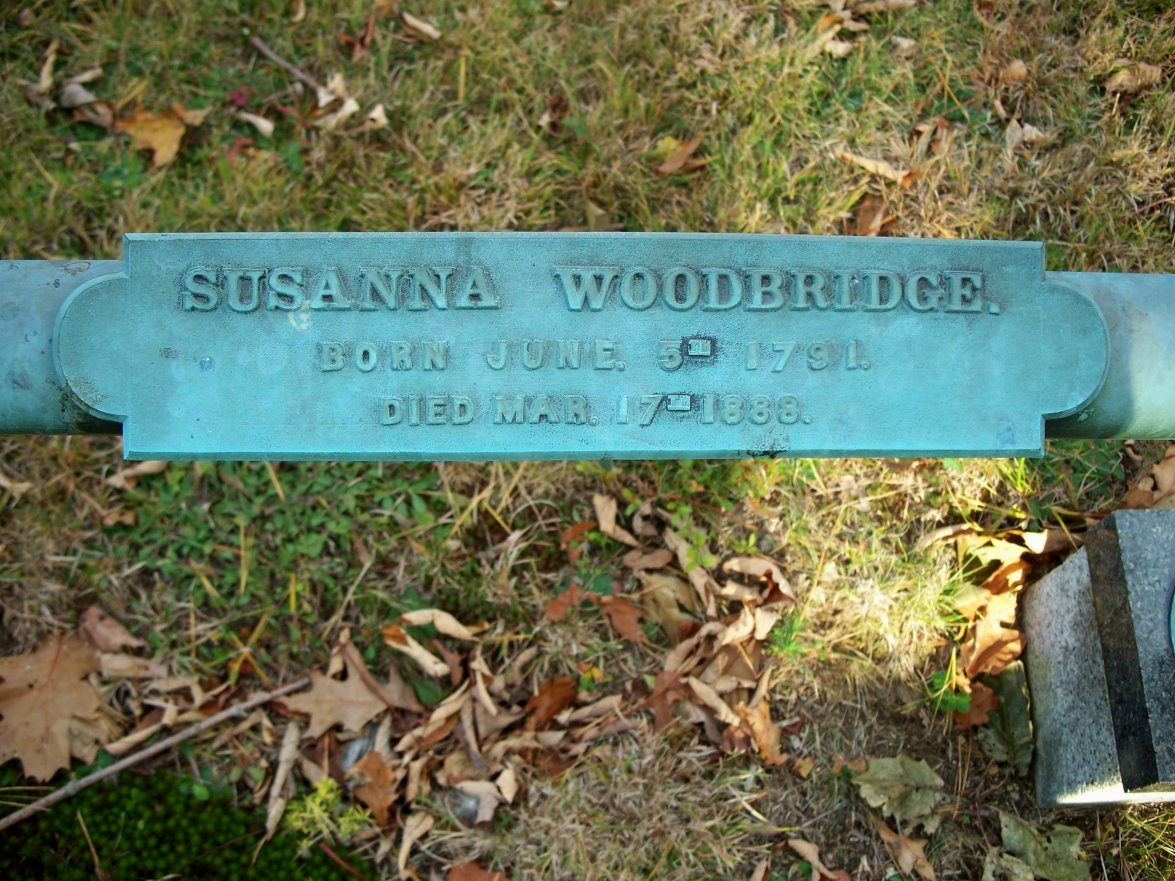 SUSANNA WOODBRIDGE.
BORN JUNE. 5TH 1791.
DIED MAR. 17TH 1888.